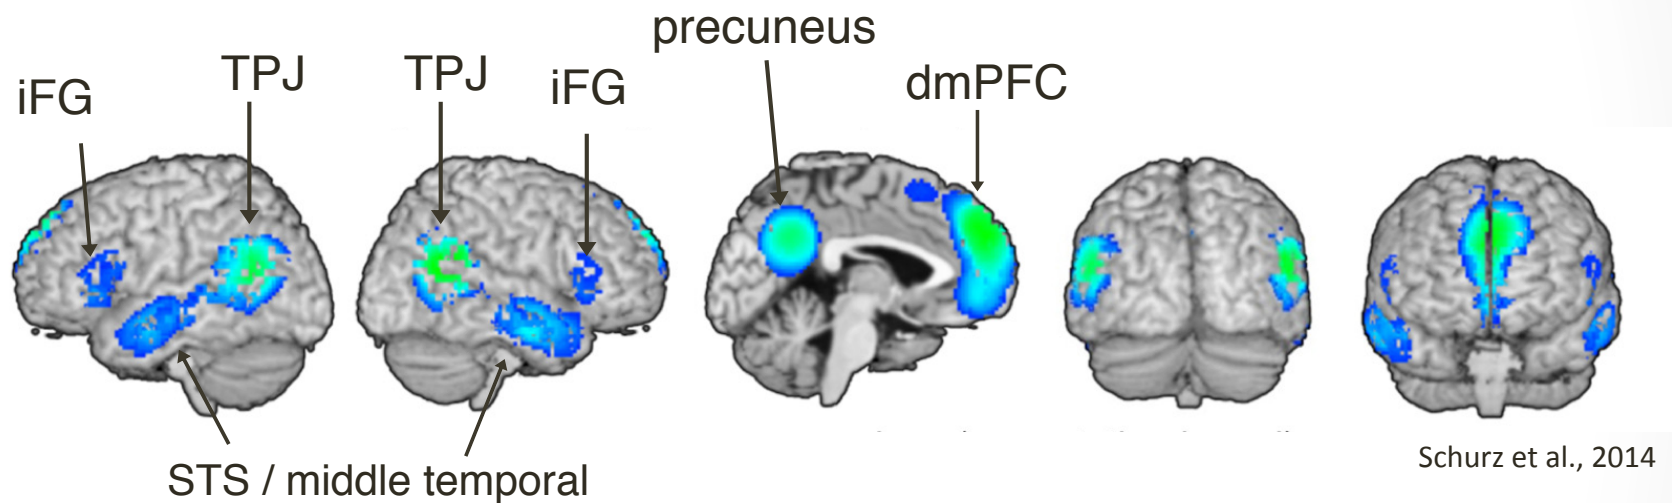 precuneus
iFG
TPJ
TPJ
iFG
dmPFC
STS / middle temporal
Schurz et al., 2014